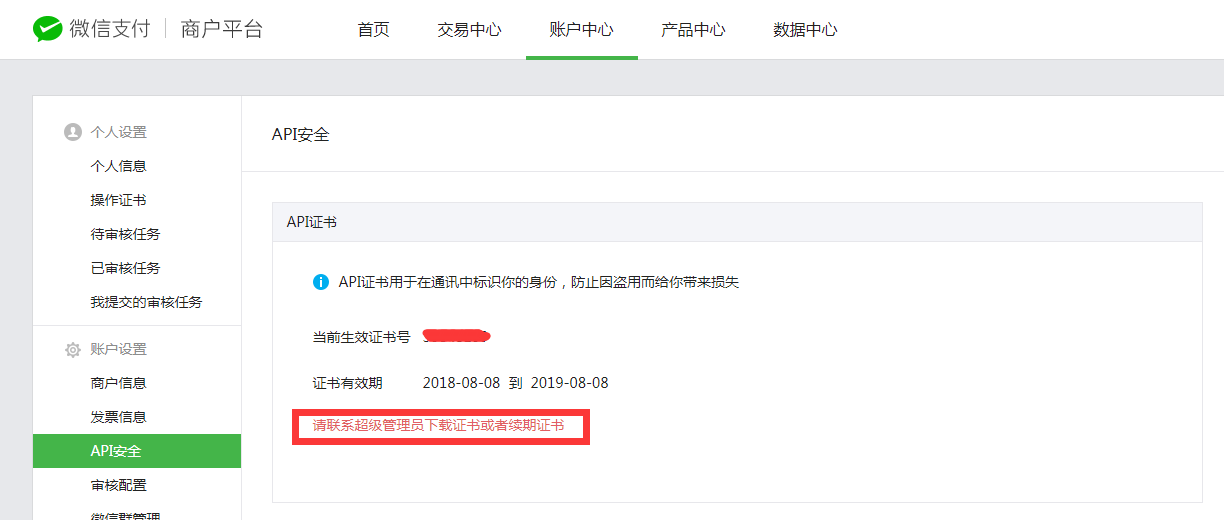 微信支付 商户平台 首页 交易中心 账户中心 产品中心 数据中心
个人设置
个人信息
操作证书
待审核任务
已审核任务
我提交的审核任务
账户设置
商户信息
发票信息
API安全
审核配置
微信群管理
API安全
API证书
API证书用于在通讯中标识你的身份，防止因盗用而给你带来损失
当前生效证书号
证书有效期 2018-08-08 到 2019-08-08
请联系超级管理员下载证书或者续期证书